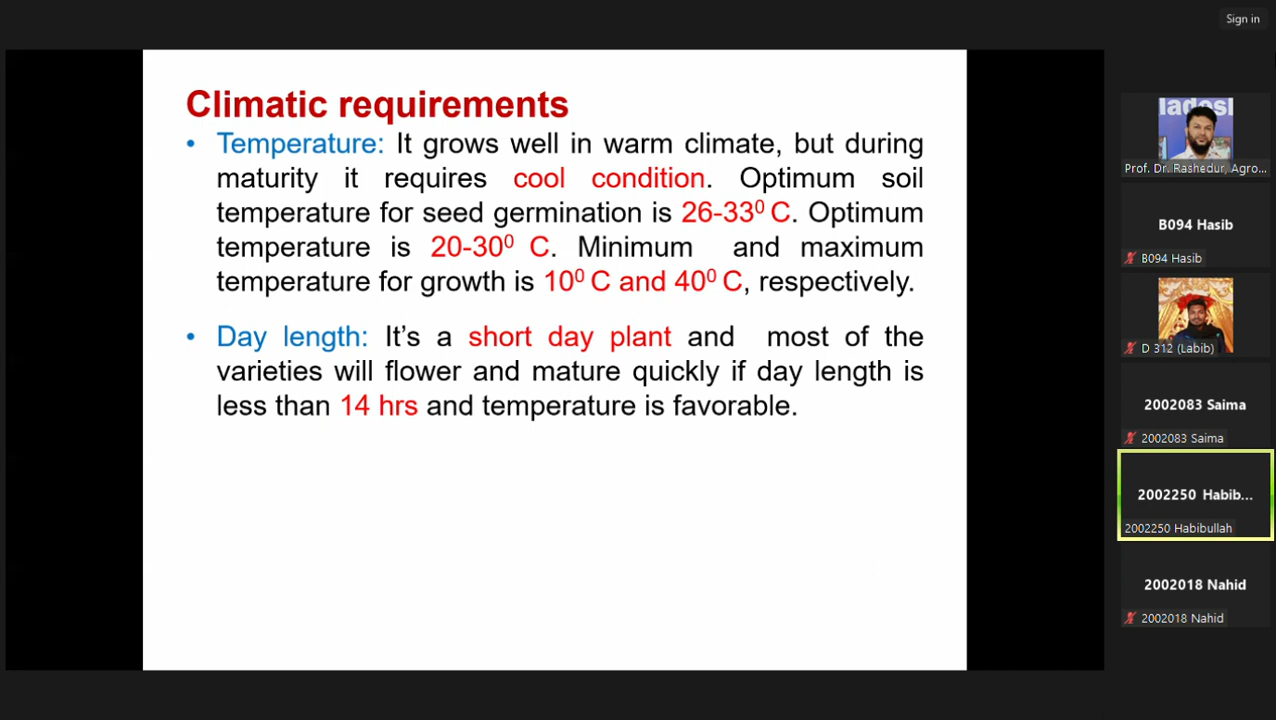 Sign in
Climatic requirements
• Temperature: It grows well in warm climate, but during
maturity it requires cool condition. Optimum soil
temperature for seed germination is 26-33⁰ C. Optimum
temperature is 20-30⁰ C. Minimum and maximum
temperature for growth is 10⁰ C and 40⁰ C, respectively.
• Day length: It's a short day plant and most of the
varieties will flower and mature quickly if day length is
less than 14 hrs and temperature is favorable.
ladesl
Prof. Dr. Rashedur, Agro...
B094 Hasib
B094 Hasib
D 312 (Labib)
2002083 Saima
2002083 Saima
2002250 Habib...
2002250 Habibullah
2002018 Nahid
2002018 Nahid